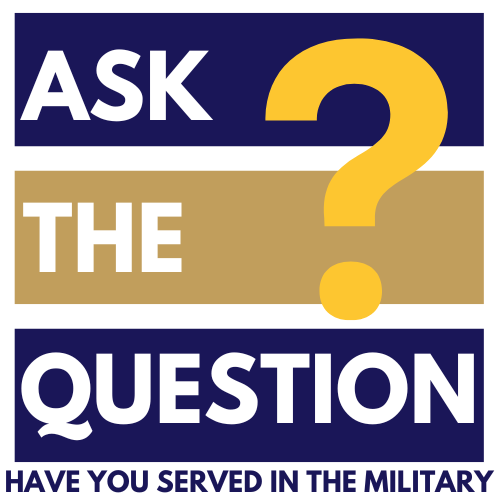 ASK
THE
QUESTION
?
HAVE YOU SERVED IN THE MILITARY